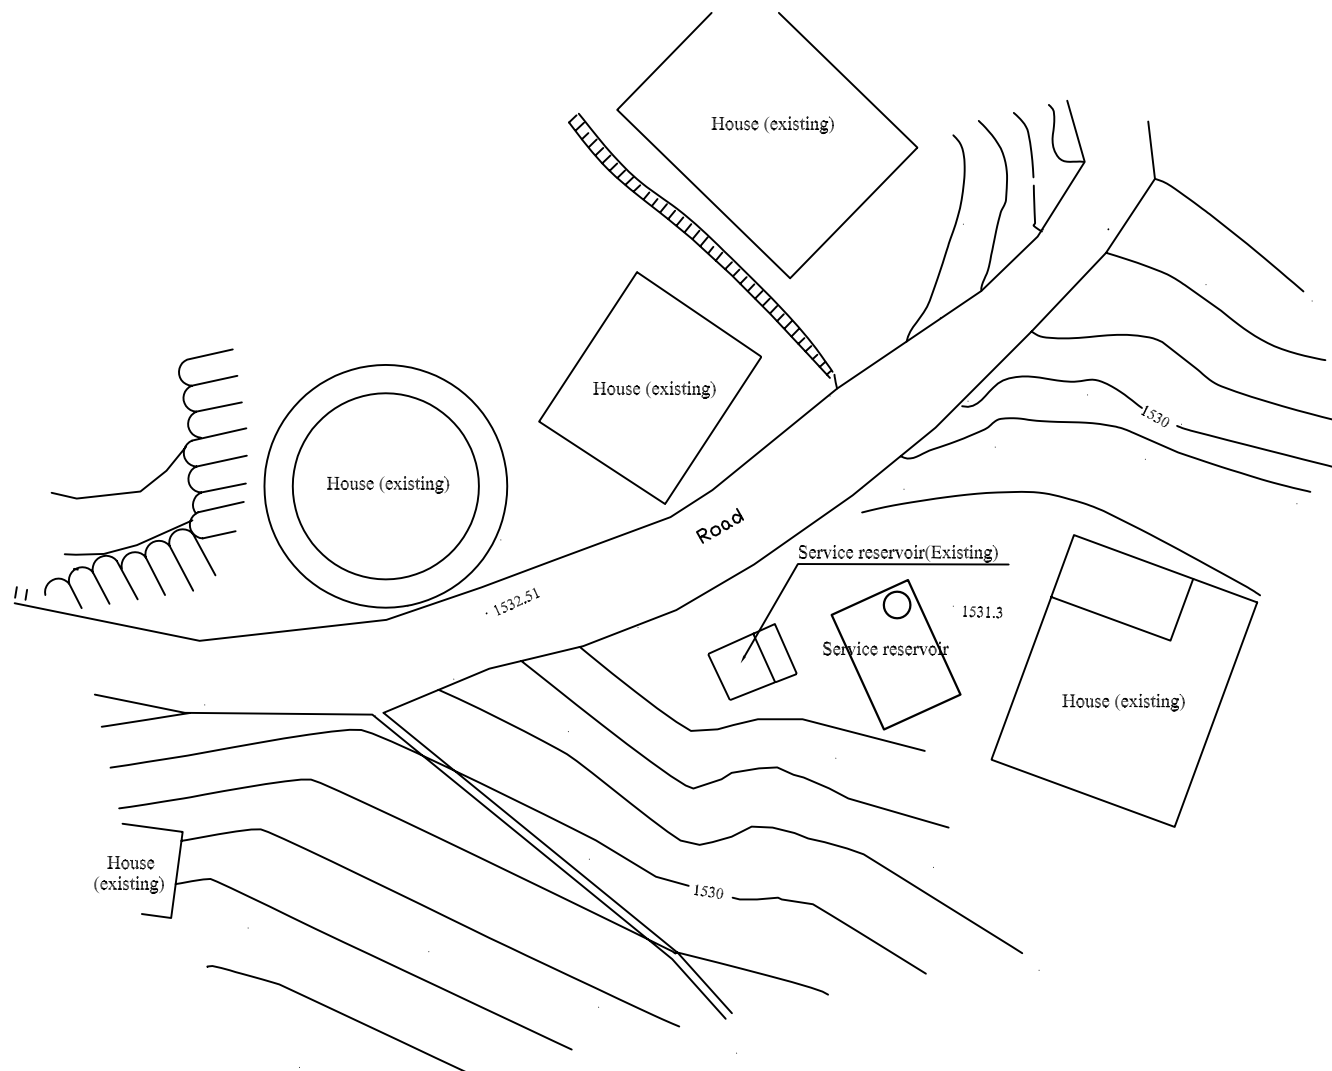 House (existing)
House (existing)
1530
House (existing)
Road
Service reservoir(Existing)
1532.51
1531.3
Service reservoir
House (existing)
House
(existing)
1530